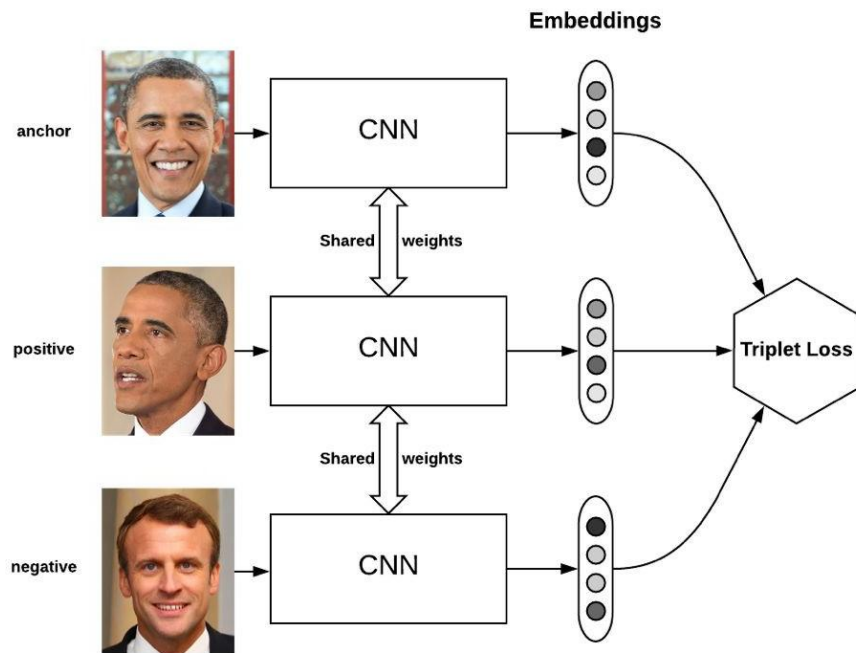 Embeddings
anchor
CNN
Shared weights
positive
CNN
Triplet Loss
Shared weights
negative
CNN